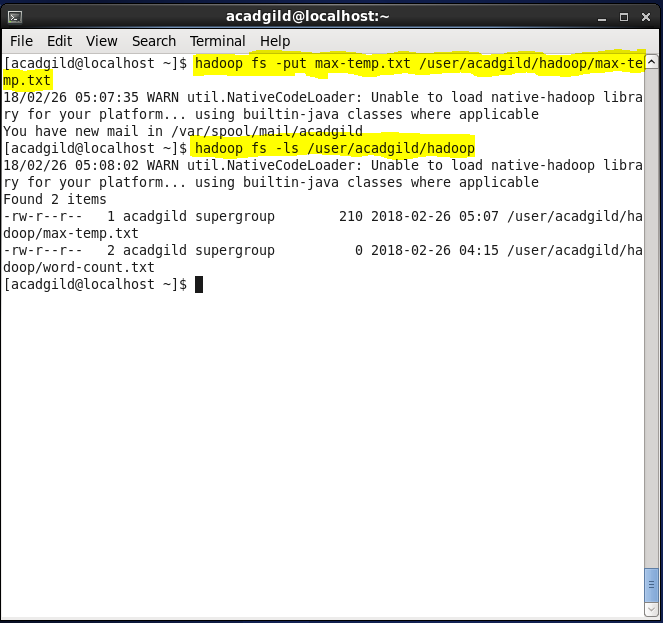 acadgild@localhost:~
File Edit View Search Terminal Help
[acadgild@localhost ~]$ hadoop fs -put max-temp.txt /user/acadgild/hadoop/max-te
mp.txt
18/02/26 05:07:35 WARN util.NativeCodeLoader: Unable to load native-hadoop libra
ry for your platform... using builtin-java classes where applicable
You have new mail in /var/spool/mail/acadgild
[acadgild@localhost ~]$ hadoop fs -ls /user/acadgild/hadoop
18/02/26 05:08:02 WARN util.NativeCodeLoader: Unable to load native-hadoop libra
ry for your platform... using builtin-java classes where applicable
Found 2 items
-rw-r--r--   1 acadgild supergroup        210 2018-02-26 05:07 /user/acadgild/ha
doop/max-temp.txt
-rw-r--r--   2 acadgild supergroup          0 2018-02-26 04:15 /user/acadgild/ha
doop/word-count.txt
[acadgild@localhost ~]$